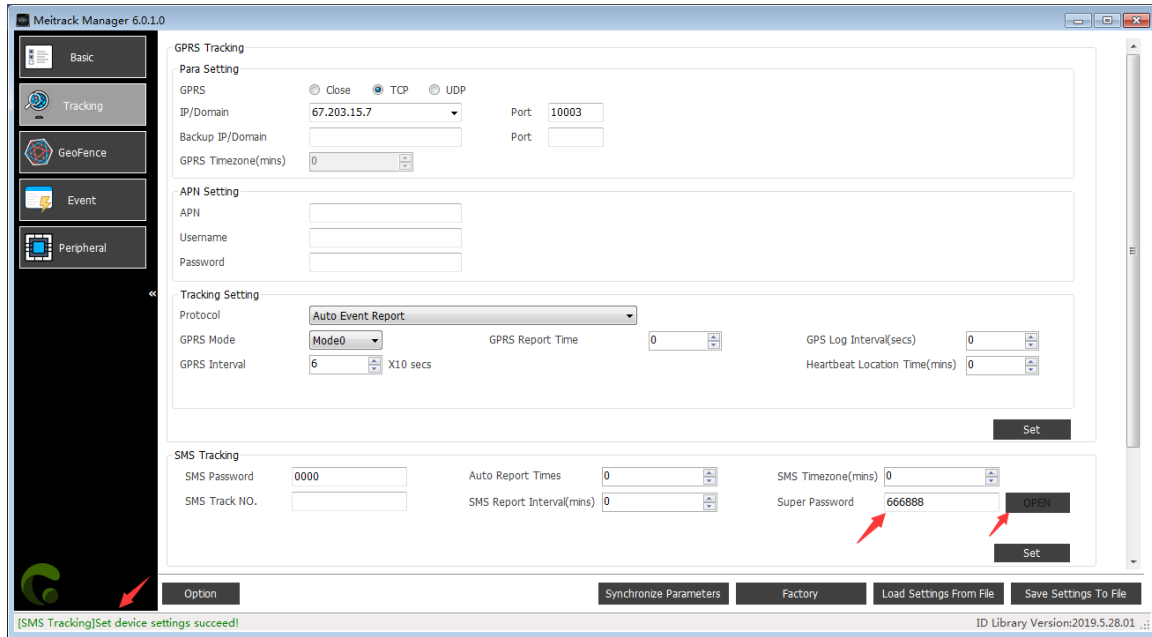 Meitrack Manager 6.0.1.0
Basic
Tracking
GeoFence
Event
Peripheral
«
GPRS Tracking
Para Setting
GPRS Close TCP UDP
IP/Domain 67.203.15.7 Port 10003
Backup IP/Domain Port
GPRS Timezone(mins) 0
APN Setting
APN
Username
Password
Tracking Setting
Protocol Auto Event Report
GPRS Mode Mode0 GPRS Report Time 0 GPS Log Interval(secs) 0
GPRS Interval 6 X10 secs Heartbeat Location Time(mins) 0
Set
SMS Tracking
SMS Password 0000 Auto Report Times 0 SMS Timezone(mins) 0
SMS Track NO. SMS Report Interval(mins) 0 Super Password 666888 OPEN
Set
Option Synchronize Parameters Factory Load Settings From File Save Settings To File
[SMS Tracking]Set device settings succeed! ID Library Version:2019.5.28.01